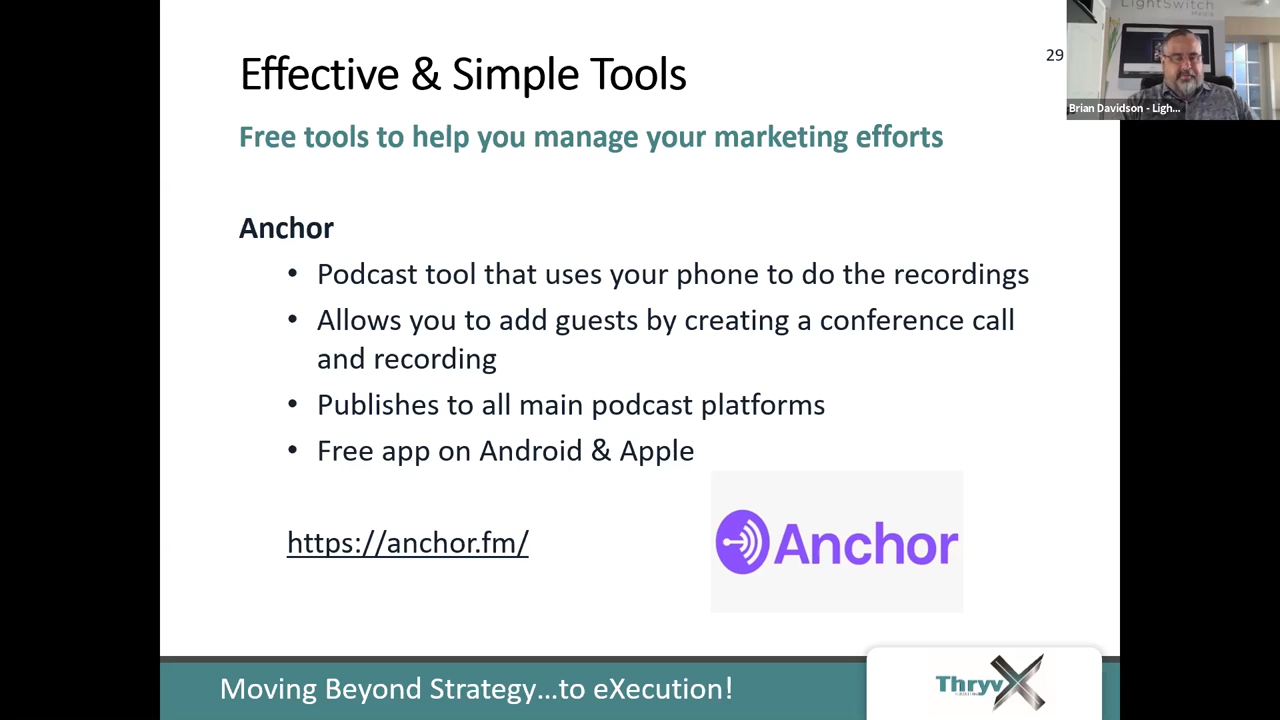 LightSwitch
Media
29
Brian Davidson - Ligh...
Effective & Simple Tools
Free tools to help you manage your marketing efforts
Anchor
• Podcast tool that uses your phone to do the recordings
• Allows you to add guests by creating a conference call
and recording
• Publishes to all main podcast platforms
• Free app on Android & Apple
https://anchor.fm/
Anchor
Moving Beyond Strategy...to eXecution!
ThryvX